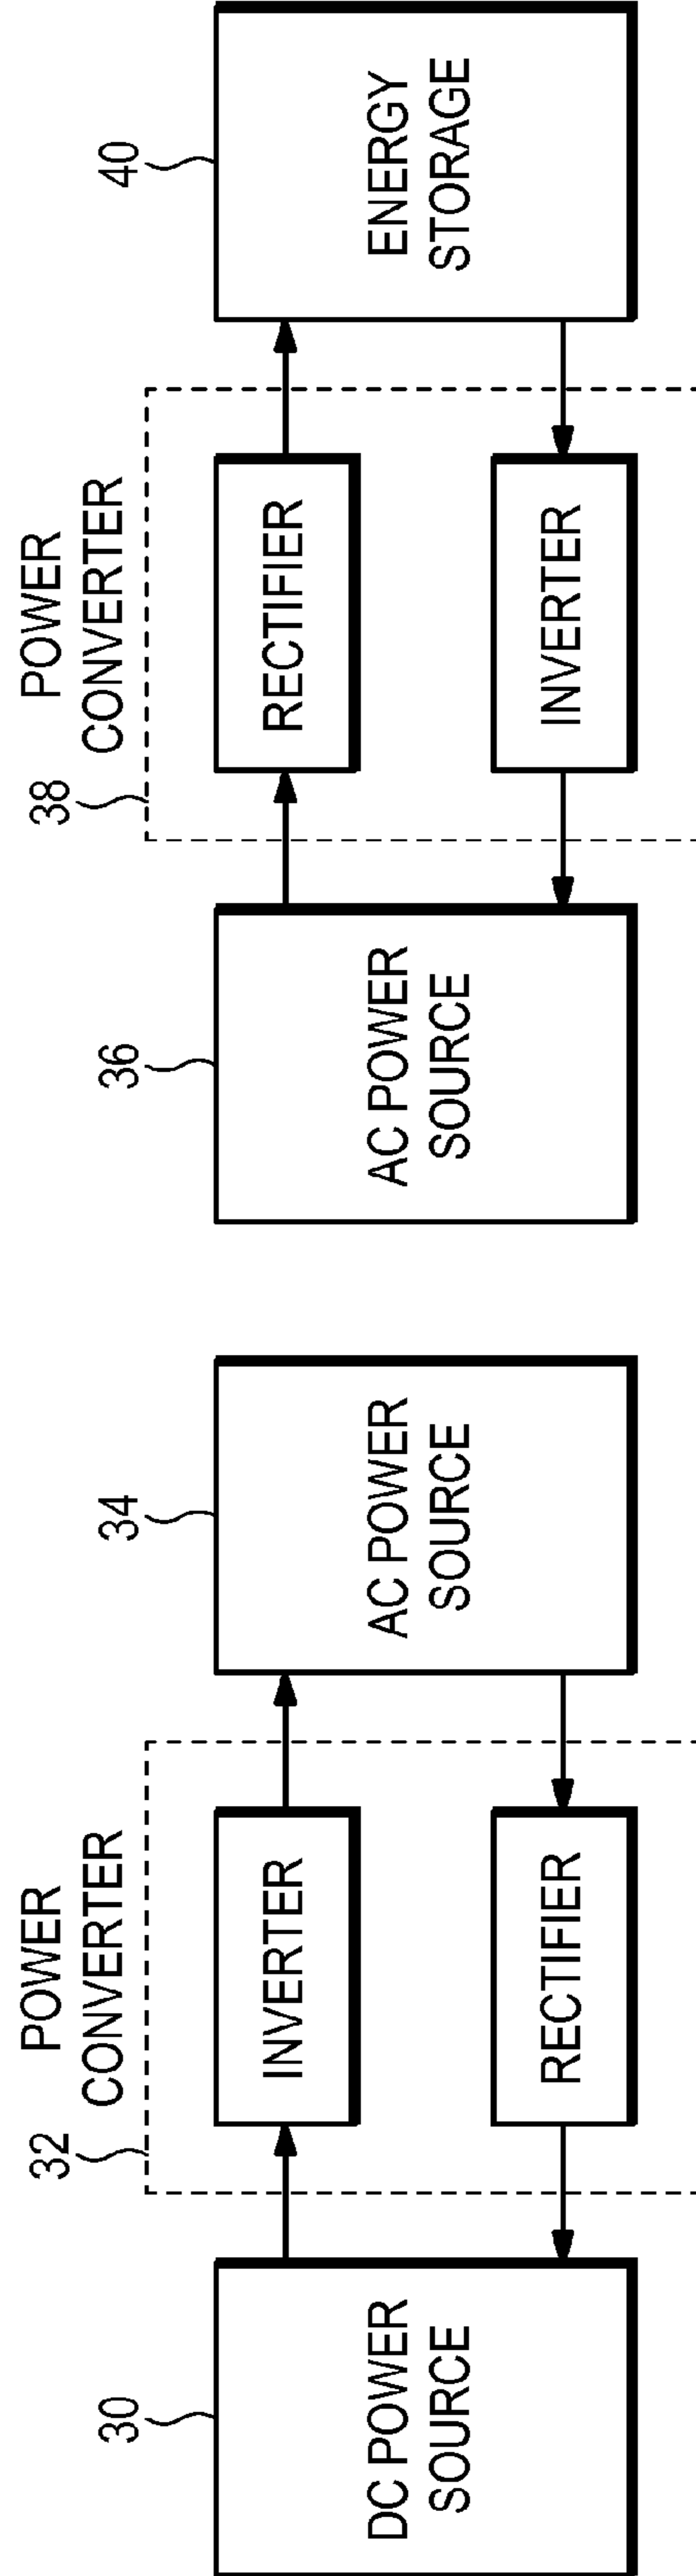 30
DC POWER
SOURCE
32
POWER
CONVERTER
INVERTER
RECTIFIER
34
AC POWER
SOURCE
36
AC POWER
SOURCE
38
POWER
CONVERTER
RECTIFIER
INVERTER
40
ENERGY
STORAGE